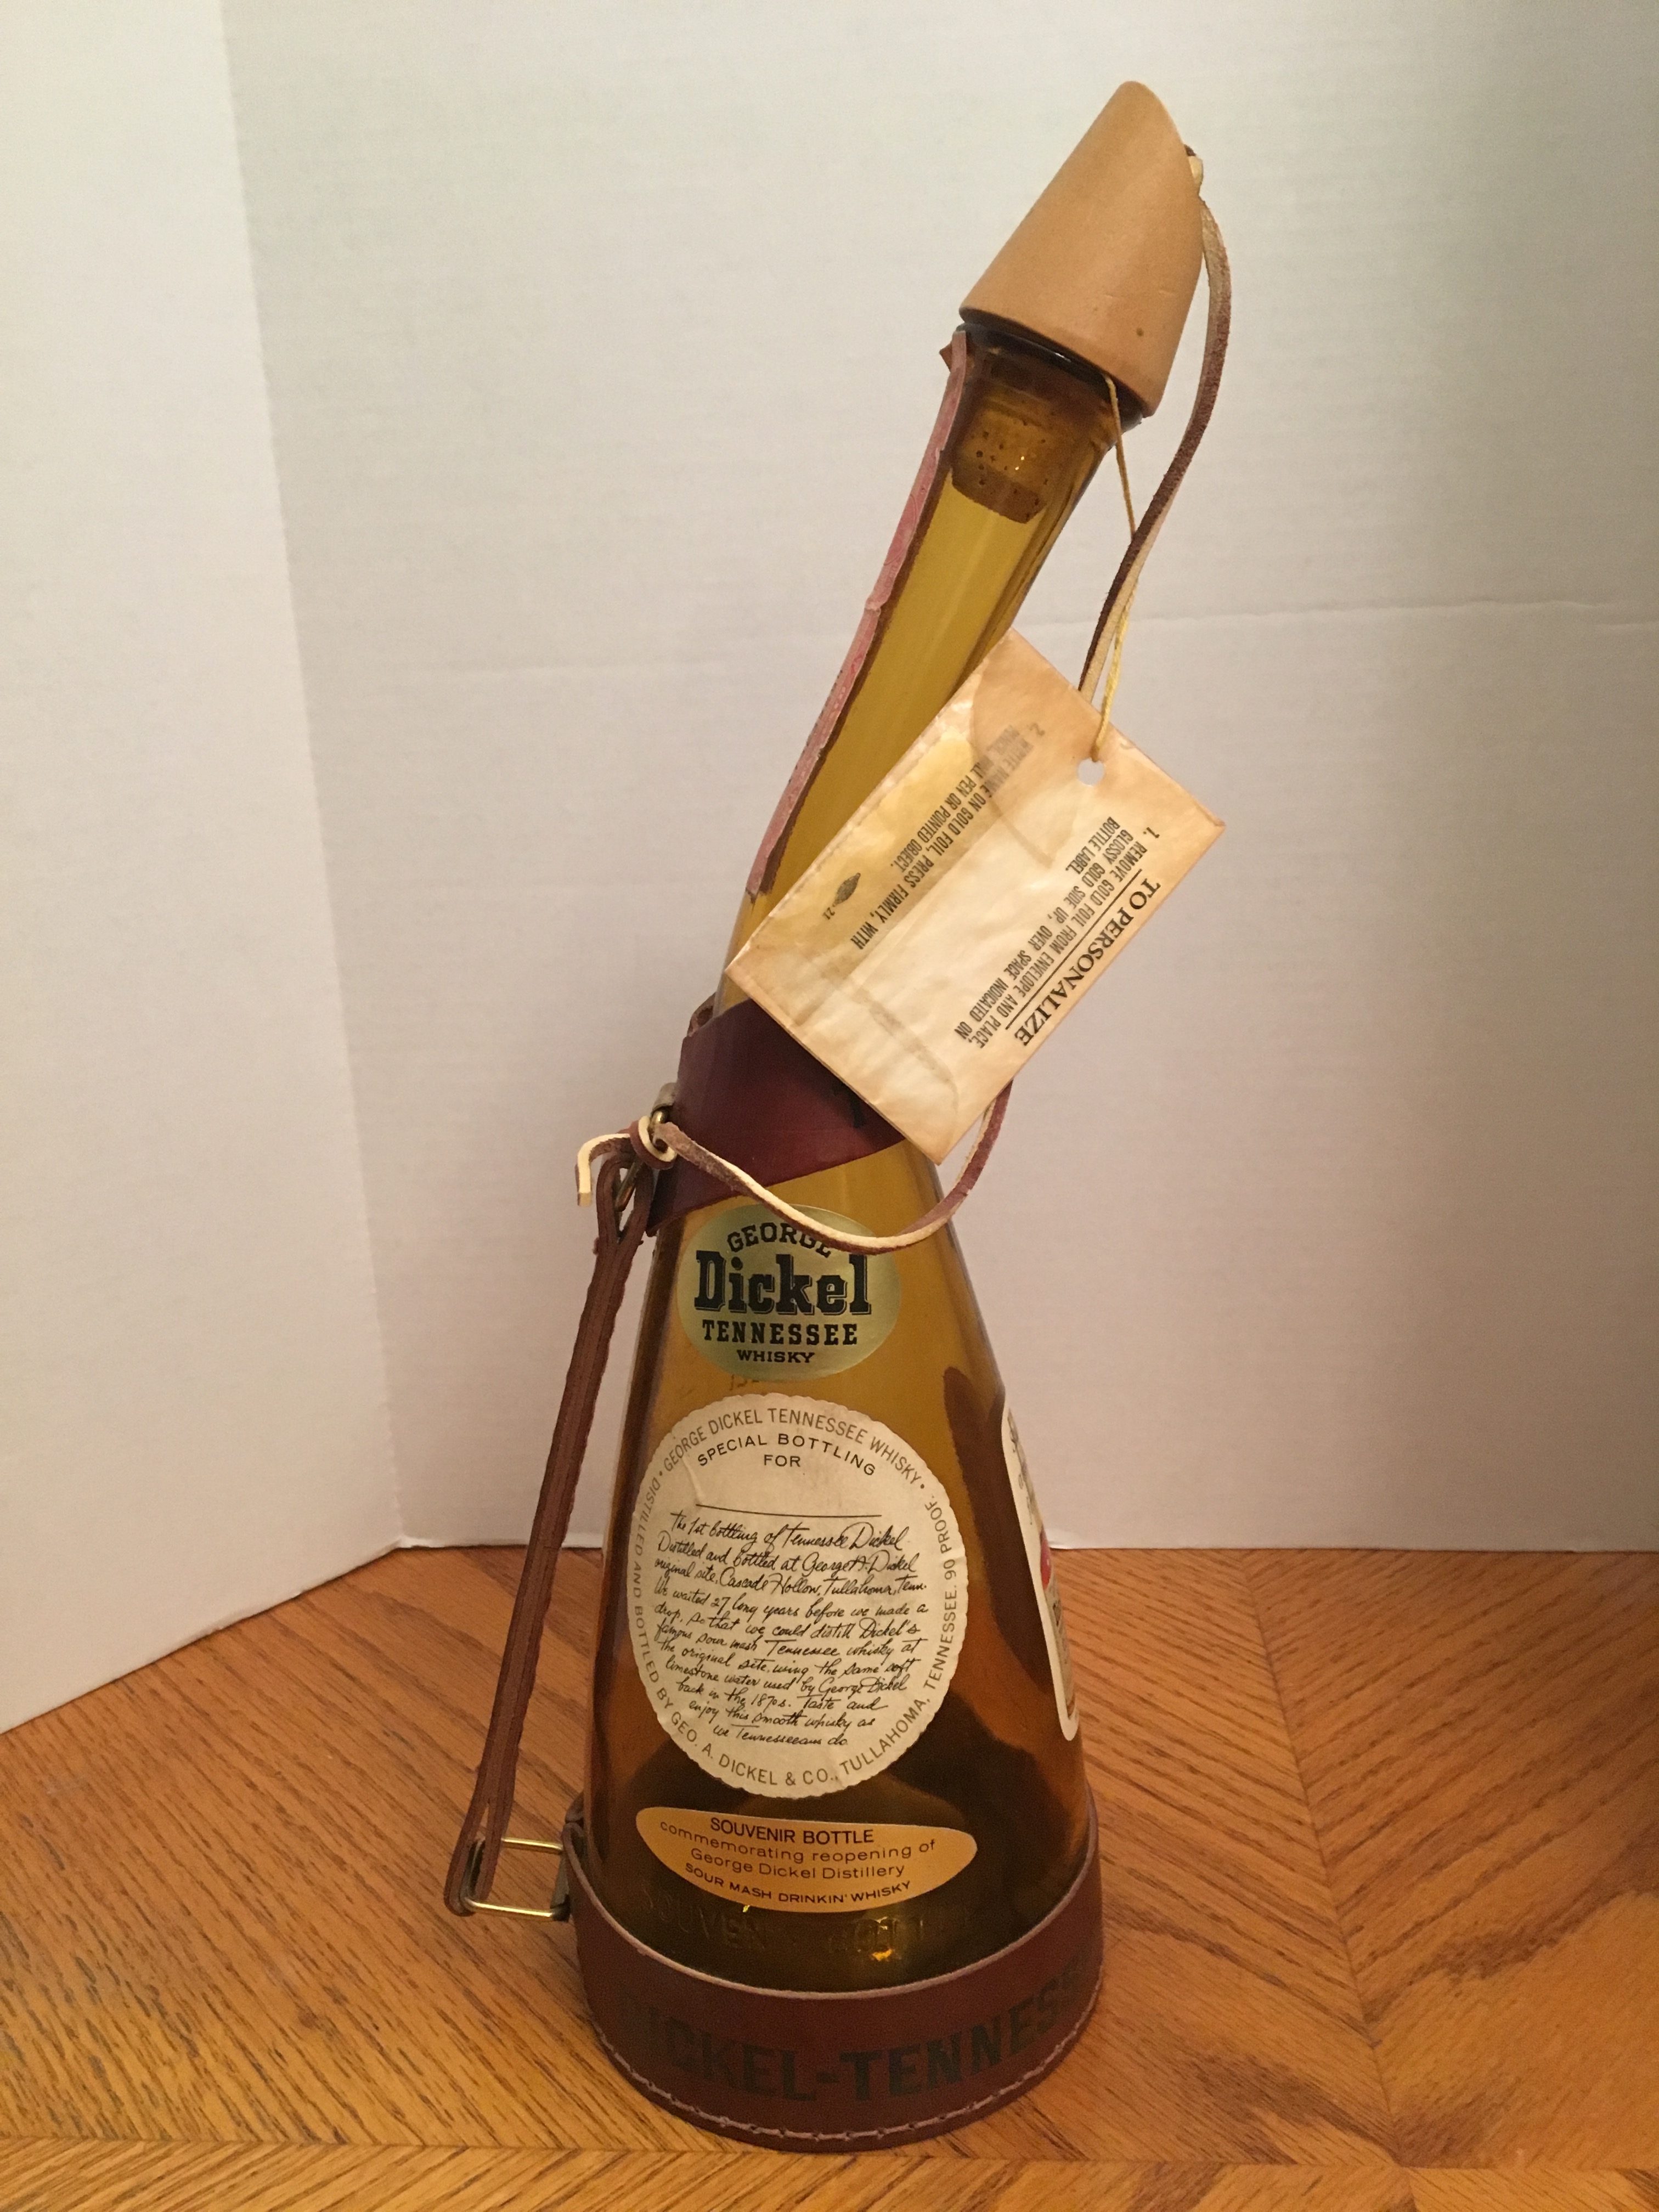 TO PERSONALIZE
1. REMOVE GOLD FOIL FROM ENVELOPE AND PLACE,
GLOSSY GOLD SIDE UP, OVER SPACE INDICATED ON
BOTTLE LABEL.
2. WRITE NAME ON GOLD FOIL. PRESS FIRMLY, WITH
BALL PEN OR POINTED OBJECT.
21
GEORGE
Dickel
TENNESSEE
WHISKY
• GEORGE DICKEL TENNESSEE WHISKY •
DISTILLED AND BOTTLED BY GEO. A. DICKEL & CO., TULLAHOMA, TENNESSEE. 90 PROOF.
SPECIAL BOTTLING
FOR
The 1st bottling of Tennessee Dickel
Distilled and bottled at George A. Dickel
original site, Cascade Hollow, Tullahoma, Tenn.
We waited 27 long years before we made a
drop, so that we could distill Dickel's
famous sour mash Tennessee whisky at
the original site, using the same soft
limestone water used by George Dickel
back in the 1870s. Taste and
enjoy this smooth whisky as
we Tennesseeans do.
SOUVENIR BOTTLE
commemorating reopening of
George Dickel Distillery
SOUR MASH DRINKIN' WHISKY
SOUVEN
DICKEL-TENNESS